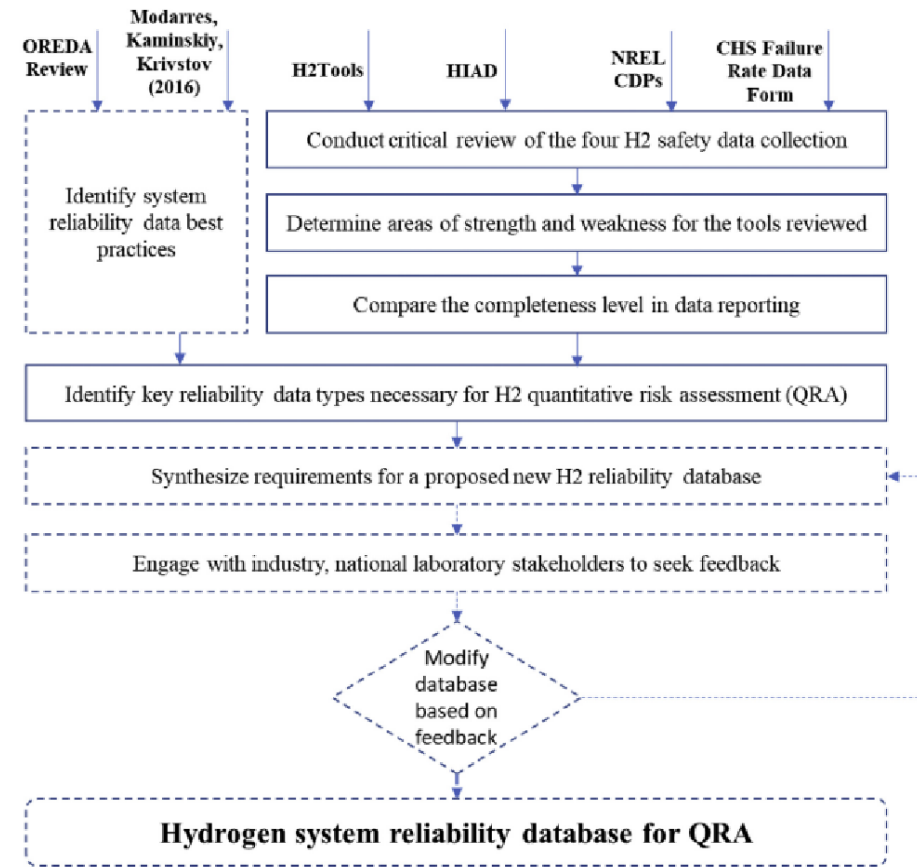 OREDA
Review
Modarres,
Kaminskiy,
Krivstov
(2016)
H2Tools
HIAD
NREL
CDPs
CHS Failure
Rate Data
Form
Identify system
reliability data best
practices
Conduct critical review of the four H2 safety data collection
Determine areas of strength and weakness for the tools reviewed
Compare the completeness level in data reporting
Identify key reliability data types necessary for H2 quantitative risk assessment (QRA)
Synthesize requirements for a proposed new H2 reliability database
Engage with industry, national laboratory stakeholders to seek feedback
Modify
database
based on
feedback
Hydrogen system reliability database for QRA